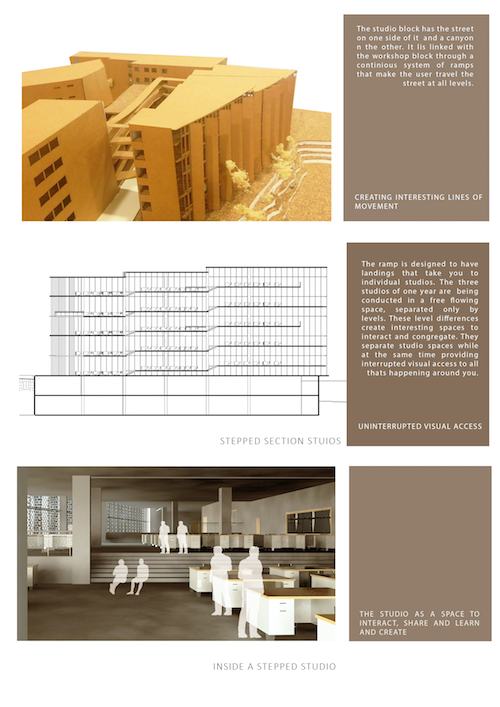 The studio block has the street
on one side of it and a canyon
n the other. It lis linked with
the workshop block through a
continious system of ramps
that make the user travel the
street at all levels.
CREATING INTERESTING LINES OF
MOVEMENT
The ramp is designed to have
landings that take you to
individual studios. The three
studios of one year are being
conducted in a free flowing
space, separated only by
levels. These level differences
create interesting spaces to
interact and congregate. They
separate studio spaces while
at the same time providing
interrupted visual access to all
thats happening around you.
UNINTERRUPTED VISUAL ACCESS
STEPPED SECTION STUIOS
THE STUDIO AS A SPACE TO
INTERACT, SHARE AND LEARN
AND CREATE
INSIDE A STEPPED STUDIO